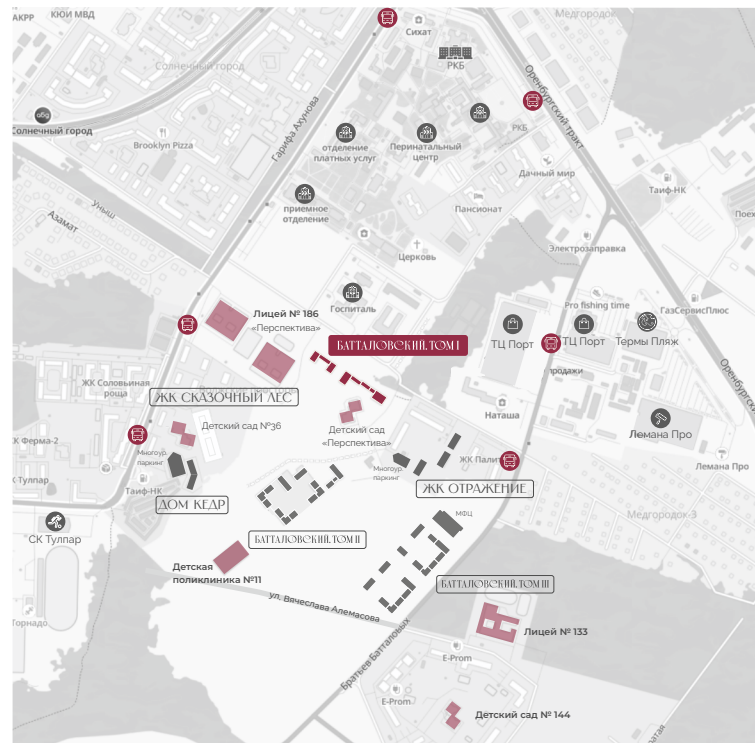 АКРР
КЮИ МВД
Сихат
Медгородок
РКБ
Солнечный город
Оренбургский тракт
Гарифа Ахунова
РКБ
Солнечный город
Brooklyn Pizza
отделение
платных услуг
Перинатальный
центр
Дачный мир
Таиф-НК
Пансионат
Уныш
Азамат
приемное
отделение
Церковь
Электрозаправка
Госпиталь
Pro fishing time
ГазСервисПлюс
Лицей № 186
«Перспектива»
БАТТАЛОВСКИЙ. ТОМ I
ТЦ Порт
ТЦ Порт
Термы Пляж
продажи
Оренбургский
ЖК Соловьиная
роща
ЖК СКАЗОЧНЫЙ ЛЕС
Наташа
Детский сад №36
Детский сад
«Перспектива»
Лемана Про
ЖК Ферма-2
Многоур.
паркинг
Многоур.
паркинг
ЖК Палитра
Лемана Про
Тулпар
Таиф-НК
ЖК ОТРАЖЕНИЕ
ДОМ КЕДР
МФЦ
Медгородок-3
СК Тулпар
БАТТАЛОВСКИЙ. ТОМ II
Детская
поликлиника №11
БАТТАЛОВСКИЙ. ТОМ III
ул. Вячеслава Алемасова
Торнадо
Лицей № 133
Братьев Батталовых
E-Prom
E-Prom
Детский сад № 144